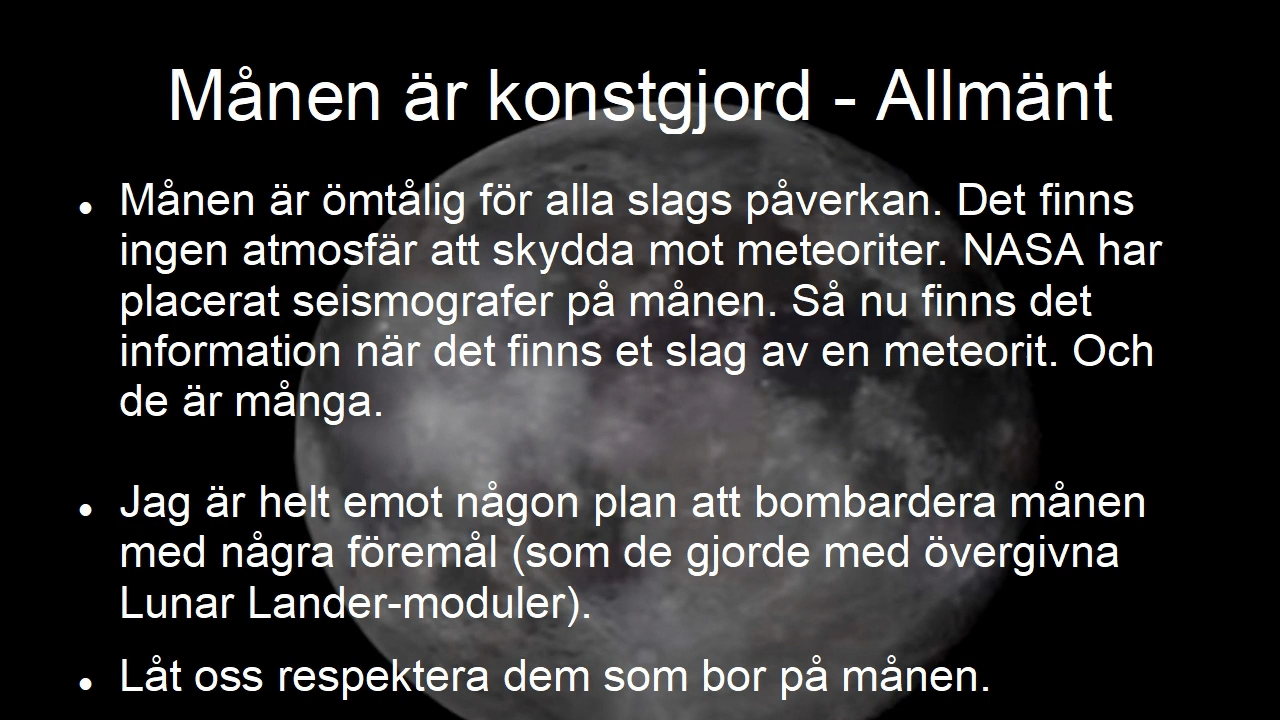 Månen är konstgjord - Allmänt
● Månen är ömtålig för alla slags påverkan. Det finns
ingen atmosfär att skydda mot meteoriter. NASA har
placerat seismografer på månen. Så nu finns det
information när det finns et slag av en meteorit. Och
de är många.
● Jag är helt emot någon plan att bombardera månen
med några föremål (som de gjorde med övergivna
Lunar Lander-moduler).
● Låt oss respektera dem som bor på månen.